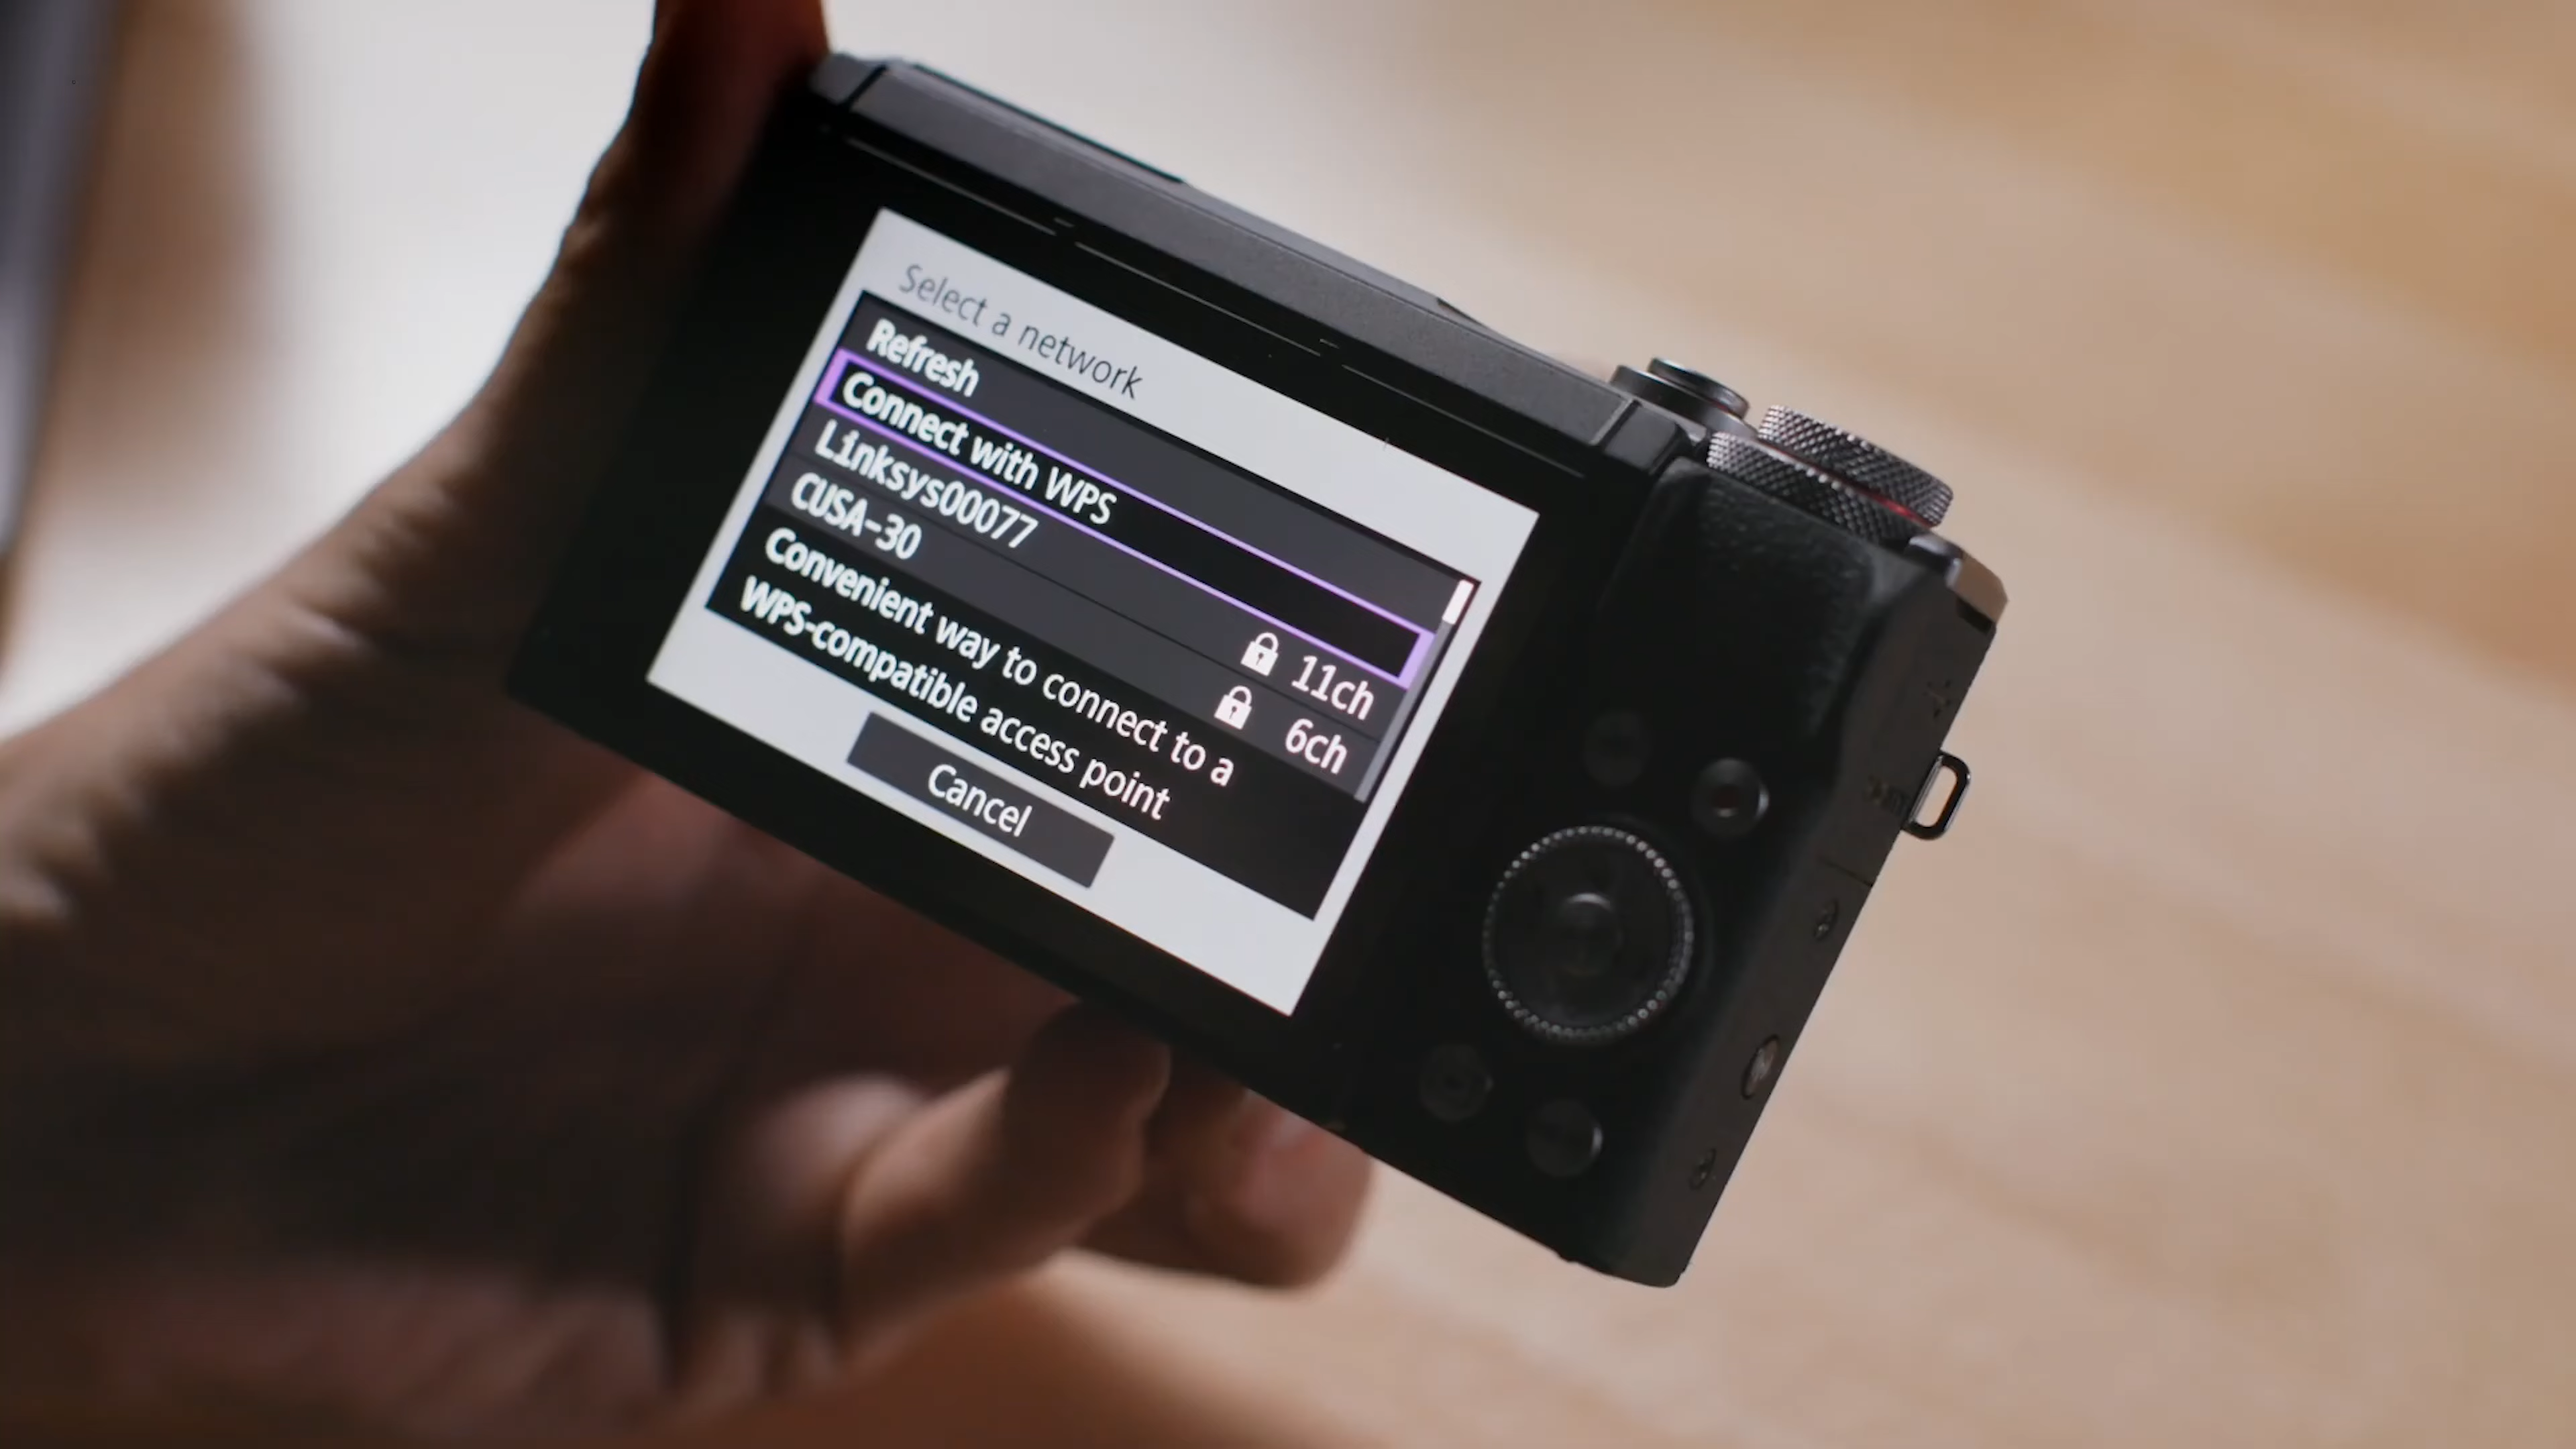 Select a network
Refresh
Connect with WPS
Linksys00077 11ch
CUSA-30 6ch
Convenient way to connect to a
WPS-compatible access point
Cancel